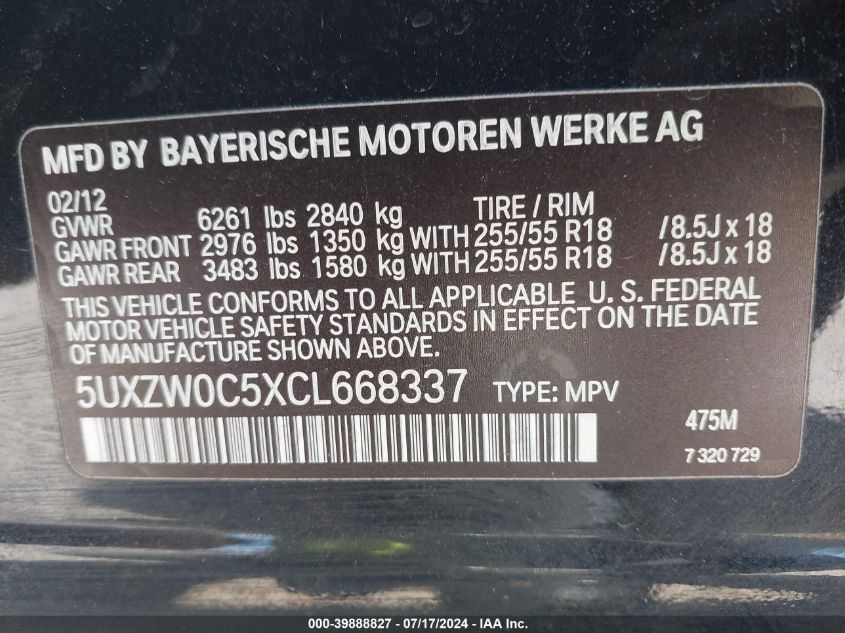 MFD BY BAYERISCHE MOTOREN WERKE AG
02/12 TIRE / RIM
GVWR 6261 lbs 2840 kg
GAWR FRONT 2976 lbs 1350 kg WITH 255/55 R18 / 8.5J x 18
GAWR REAR 3483 lbs 1580 kg WITH 255/55 R18 / 8.5J x 18
THIS VEHICLE CONFORMS TO ALL APPLICABLE U. S. FEDERAL
MOTOR VEHICLE SAFETY STANDARDS IN EFFECT ON THE DATE
OF MANUFACTURE SHOWN ABOVE.
5UXZW0C5XCL668337 TYPE: MPV
475M
7 320 729
000-39888827 - 07/17/2024 - IAA Inc.